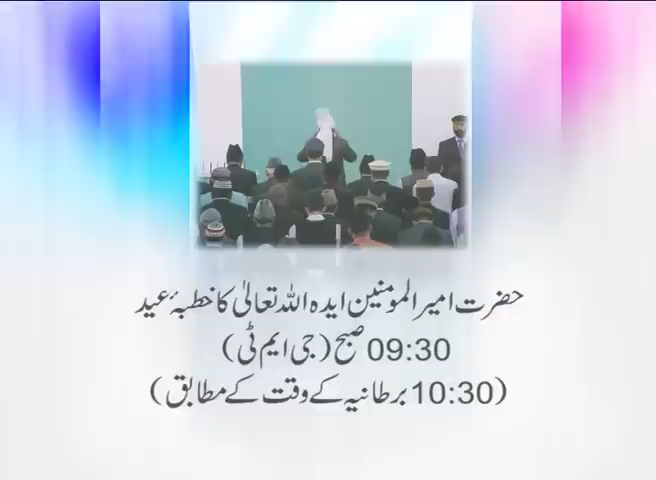 حضرت امیرالمومنین ایدہ اللہ تعالیٰ کا خطبۂ عید
09:30 صبح (جی ایم ٹی)
(10:30 برطانیہ کے وقت کے مطابق)